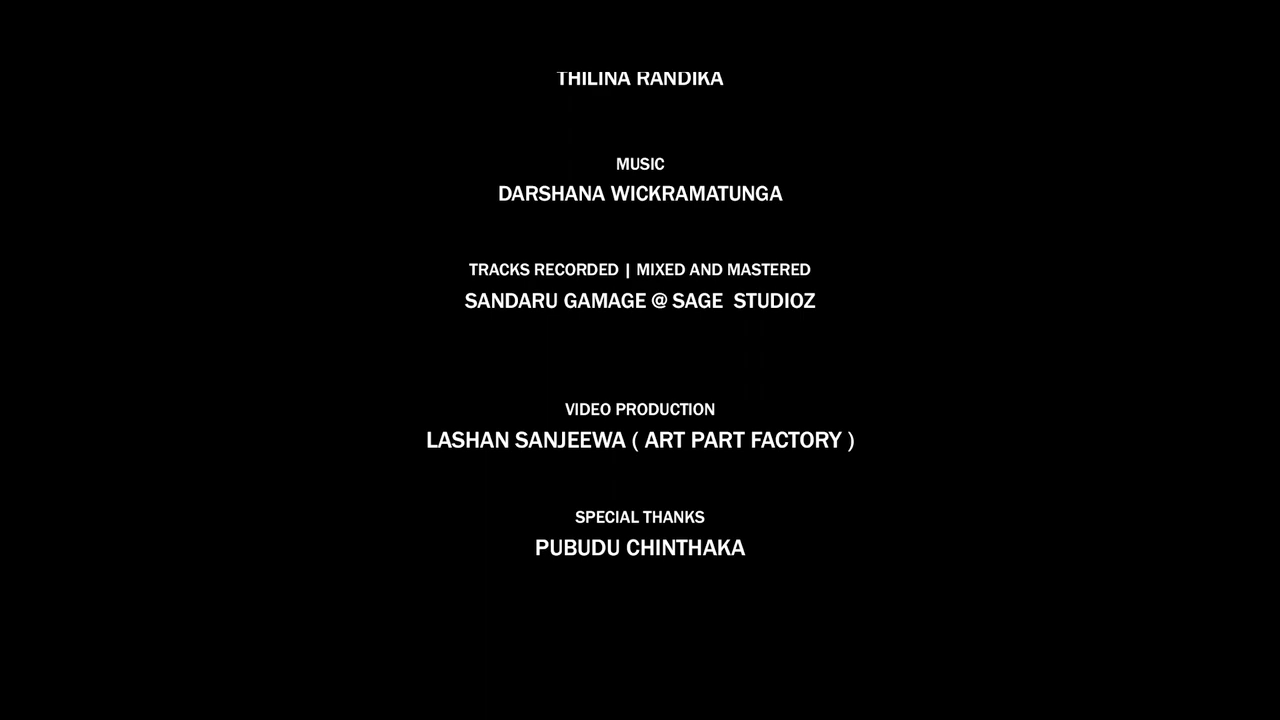 THILINA RANDIKA
MUSIC
DARSHANA WICKRAMATUNGA
TRACKS RECORDED | MIXED AND MASTERED
SANDARU GAMAGE @ SAGE  STUDIOZ
VIDEO PRODUCTION
LASHAN SANJEEWA ( ART PART FACTORY )
SPECIAL THANKS
PUBUDU CHINTHAKA